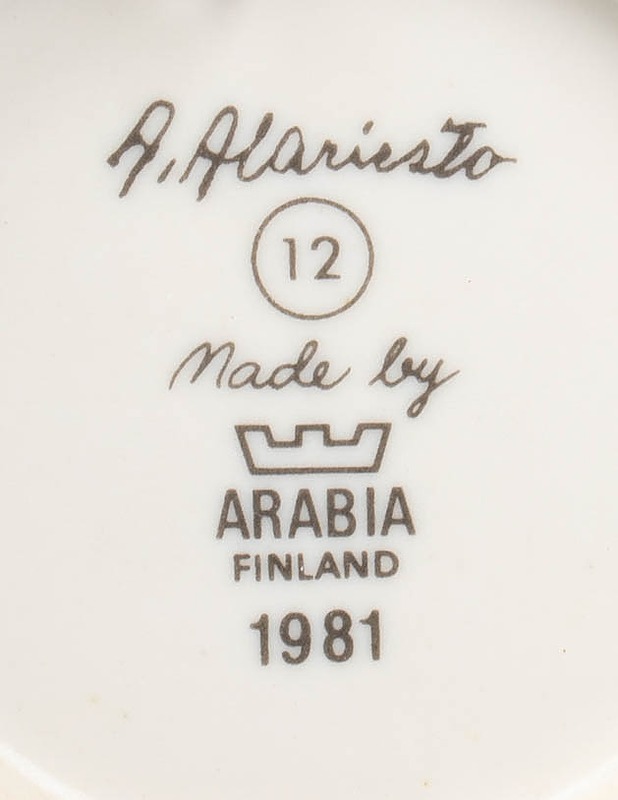 A. Alariesto
12
Made by
ARABIA
FINLAND
1981